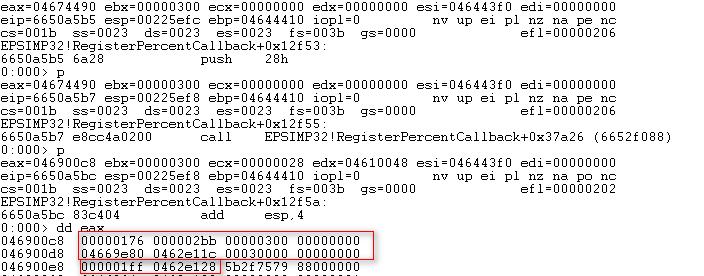 eax=04674490 ebx=00000300 ecx=00000000 edx=00000000 esi=046443f0 edi=00000000
eip=6650a5b5 esp=00225efc ebp=04644410 iopl=0 nv up ei pl nz na pe nc
cs=001b ss=0023 ds=0023 es=0023 fs=003b gs=0000 efl=00000206
EPSIMP32!RegisterPercentCallback+0x12f53:
6650a5b5 6a28 push 28h
0:000> p
eax=04674490 ebx=00000300 ecx=00000000 edx=00000000 esi=046443f0 edi=00000000
eip=6650a5b7 esp=00225ef8 ebp=04644410 iopl=0 nv up ei pl nz na pe nc
cs=001b ss=0023 ds=0023 es=0023 fs=003b gs=0000 efl=00000206
EPSIMP32!RegisterPercentCallback+0x12f55:
6650a5b7 e8cc4a0200 call EPSIMP32!RegisterPercentCallback+0x37a26 (6652f088)
0:000> p
eax=046900c8 ebx=00000300 ecx=00000028 edx=04610048 esi=046443f0 edi=00000000
eip=6650a5bc esp=00225ef8 ebp=04644410 iopl=0 nv up ei pl nz na po nc
cs=001b ss=0023 ds=0023 es=0023 fs=003b gs=0000 efl=00000202
EPSIMP32!RegisterPercentCallback+0x12f5a:
6650a5bc 83c404 add esp,4
0:000> dd eax
046900c8 00000176 000002bb 00000300 00000000
046900d8 04669e80 0462e11c 00030000 00000000
046900e8 000001ff 0462e128 5b2f7579 88000000